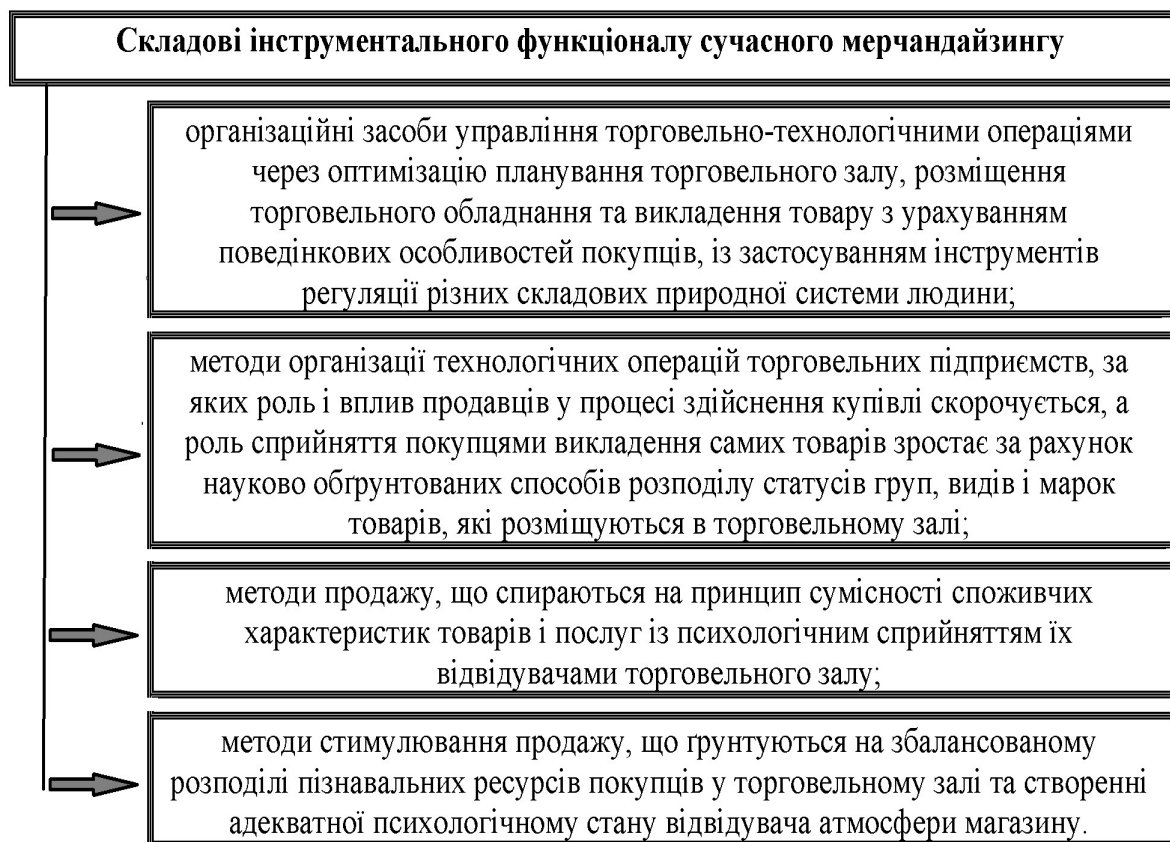 Складові інструментального функціоналу сучасного мерчандайзингу
організаційні засоби управління торговельно-технологічними операціями
через оптимізацію планування торговельного залу, розміщення
торговельного обладнання та викладення товару з урахуванням
поведінкових особливостей покупців, із застосуванням інструментів
регуляції різних складових природної системи людини;
методи організації технологічних операцій торговельних підприємств, за
яких роль і вплив продавців у процесі здійснення купівлі скорочується, а
роль сприйняття покупцями викладення самих товарів зростає за рахунок
науково обґрунтованих способів розподілу статусів груп, видів і марок
товарів, які розміщуються в торговельному залі;
методи продажу, що спираються на принцип сумісності споживчих
характеристик товарів і послуг із психологічним сприйняттям їх
відвідувачами торговельного залу;
методи стимулювання продажу, що ґрунтуються на збалансованому
розподілі пізнавальних ресурсів покупців у торговельному залі та створенні
адекватної психологічному стану відвідувача атмосфери магазину.